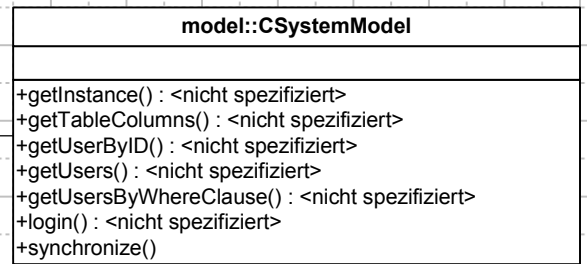 model::CSystemModel
+getInstance() : <nicht spezifiziert>
+getTableColumns() : <nicht spezifiziert>
+getUserByID() : <nicht spezifiziert>
+getUsers() : <nicht spezifiziert>
+getUsersByWhereClause() : <nicht spezifiziert>
+login() : <nicht spezifiziert>
+synchronize()